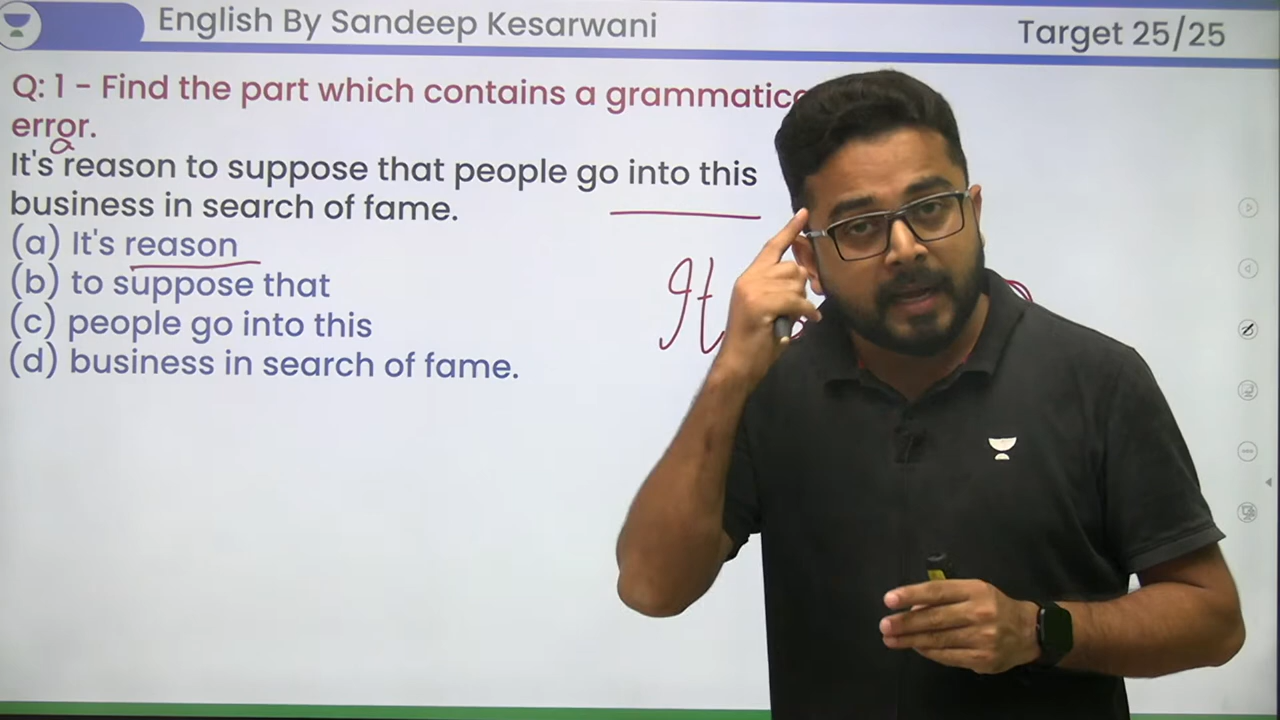 English By Sandeep Kesarwani
Target 25/25
Q: 1 - Find the part which contains a
error.
a
It's reason to suppose that people go into this
business in search of fame.
(a) It's reason
(b) to suppose that
(c) people go into this
(d) business in search of fame.
It